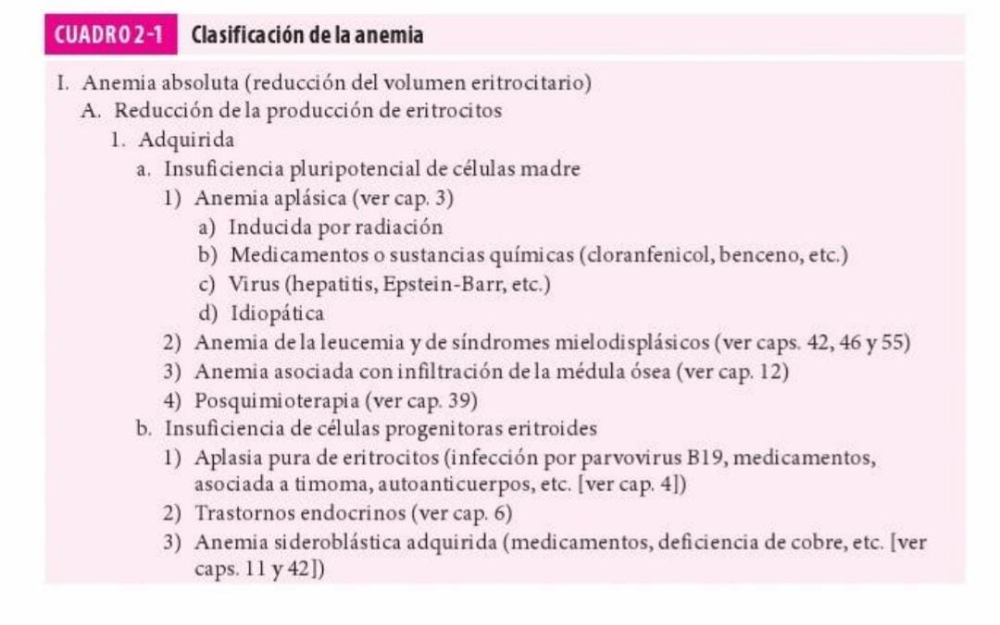 CUADRO 2-1 Clasificación de la anemia
I. Anemia absoluta (reducción del volumen eritrocitario)
A. Reducción de la producción de eritrocitos
1. Adquirida
a. Insuficiencia pluripotencial de células madre
1) Anemia aplásica (ver cap. 3)
a) Inducida por radiación
b) Medicamentos o sustancias químicas (cloranfenicol, benceno, etc.)
c) Virus (hepatitis, Epstein-Barr, etc.)
d) Idiopática
2) Anemia de la leucemia y de síndromes mielodisplásicos (ver caps. 42, 46 y 55)
3) Anemia asociada con infiltración de la médula ósea (ver cap. 12)
4) Posquimioterapia (ver cap. 39)
b. Insuficiencia de células progenitoras eritroides
1) Aplasia pura de eritrocitos (infección por parvovirus B19, medicamentos,
asociada a timoma, autoanticuerpos, etc. [ver cap. 4])
2) Trastornos endocrinos (ver cap. 6)
3) Anemia sideroblástica adquirida (medicamentos, deficiencia de cobre, etc. [ver
caps. 11 y 42])